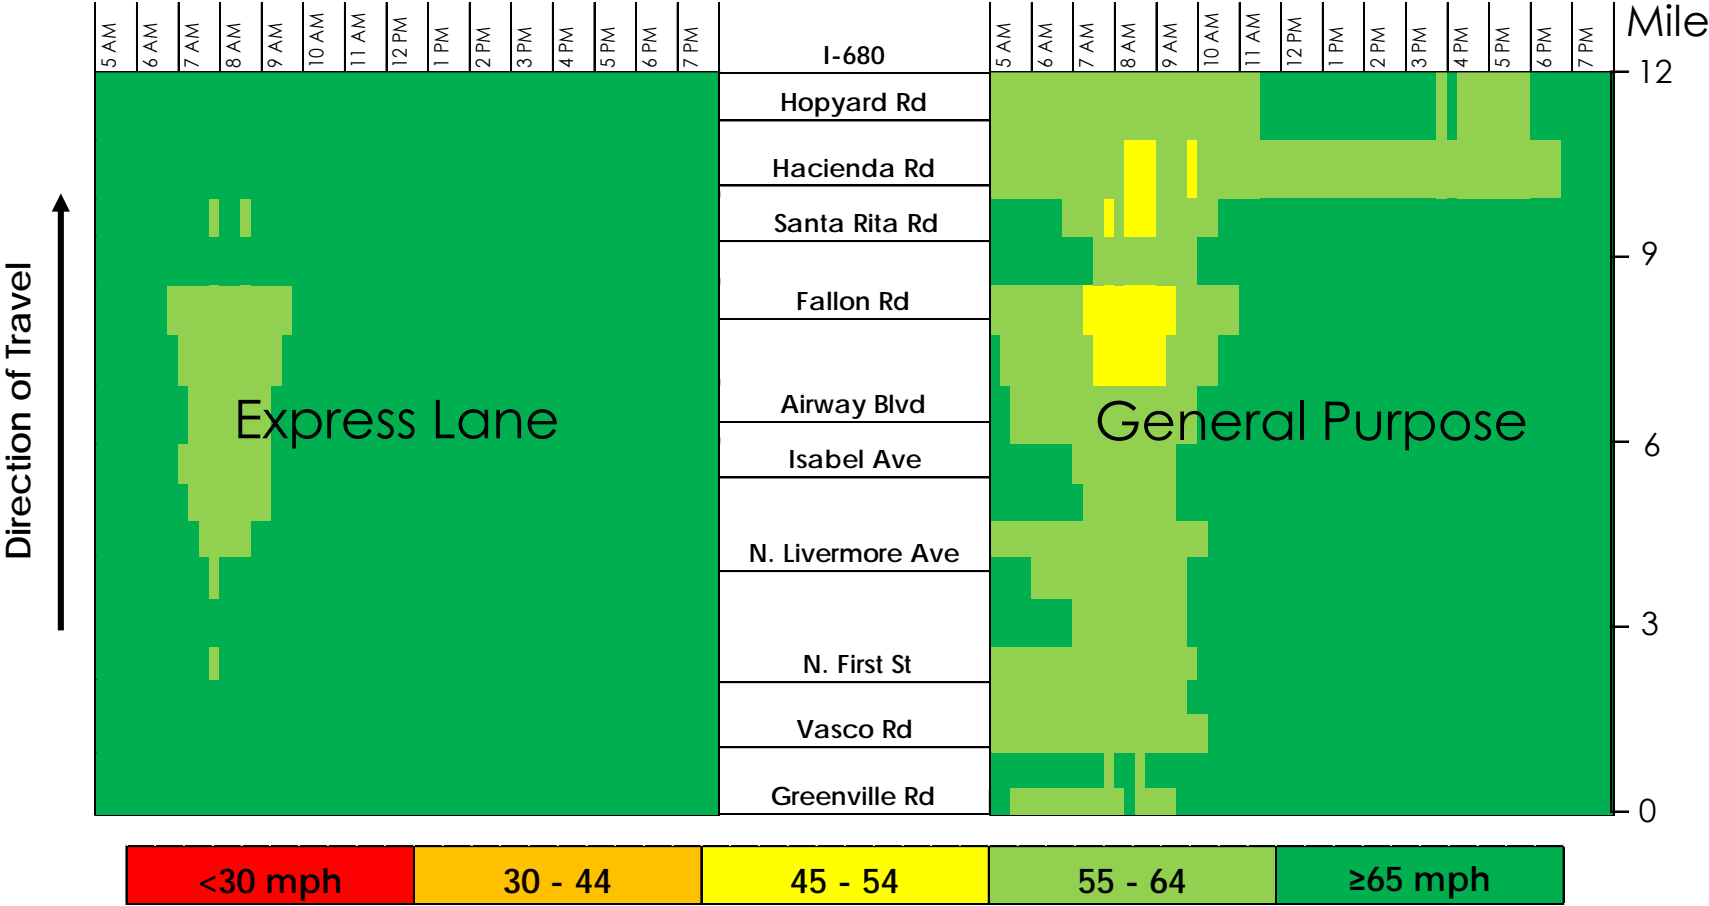 5 AM 6 AM 7 AM 8 AM 9 AM 10 AM 11 AM 12 PM 1 PM 2 PM 3 PM 4 PM 5 PM 6 PM 7 PM
I-680
5 AM 6 AM 7 AM 8 AM 9 AM 10 AM 11 AM 12 PM 1 PM 2 PM 3 PM 4 PM 5 PM 6 PM 7 PM
Mile
12
Hopyard Rd
Hacienda Rd
Santa Rita Rd
9
Fallon Rd
Direction of Travel
Express Lane
Airway Blvd
General Purpose
6
Isabel Ave
N. Livermore Ave
3
N. First St
Vasco Rd
Greenville Rd
0
<30 mph
30 - 44
45 - 54
55 - 64
≥65 mph